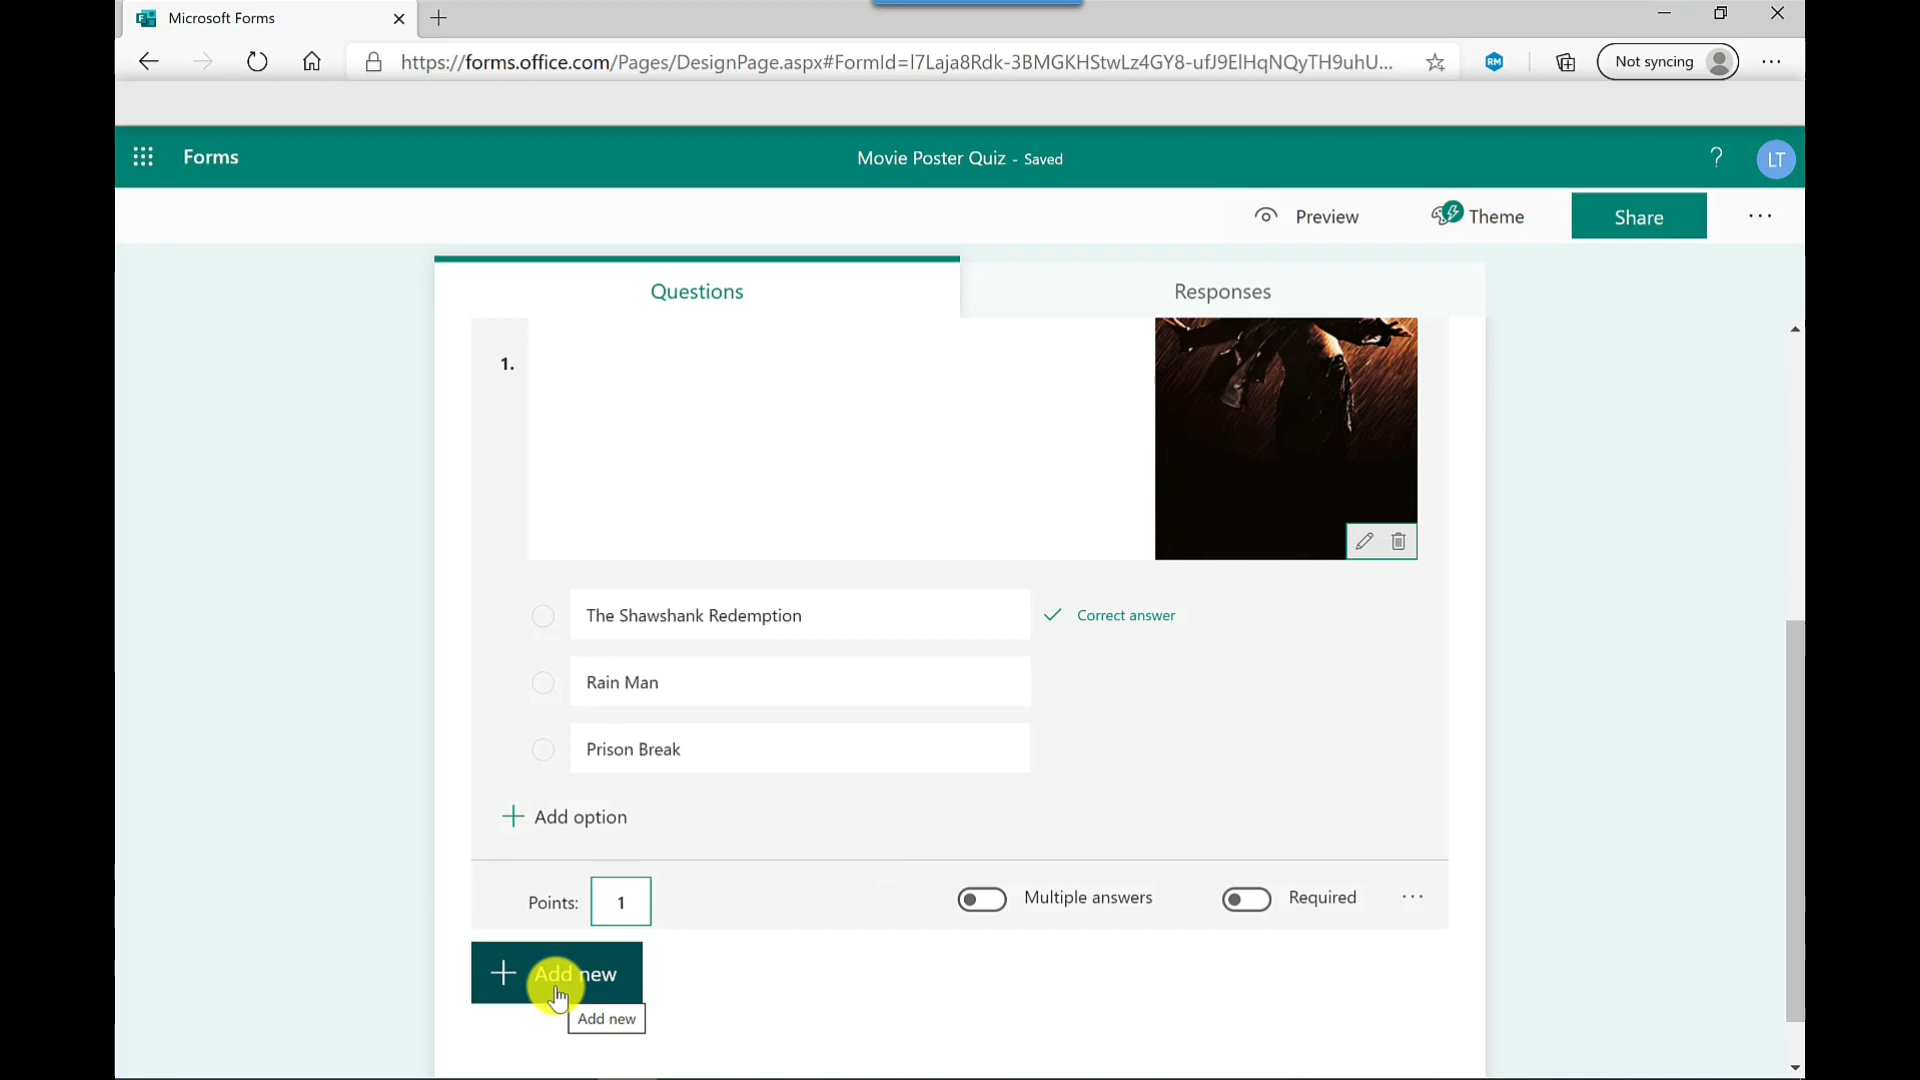 Microsoft Forms
https://forms.office.com/Pages/DesignPage.aspx#FormId=I7Laja8Rdk-3BMGKHStwLz4GY8-ufJ9ElHqNQyTH9uhU...
RM
Not syncing
Forms
Movie Poster Quiz - Saved
?
LT
Preview
Theme
Share
Questions
Responses
1.
The Shawshank Redemption
Correct answer
Rain Man
Prison Break
Add option
Points: 1
Multiple answers
Required
Add new
Add new